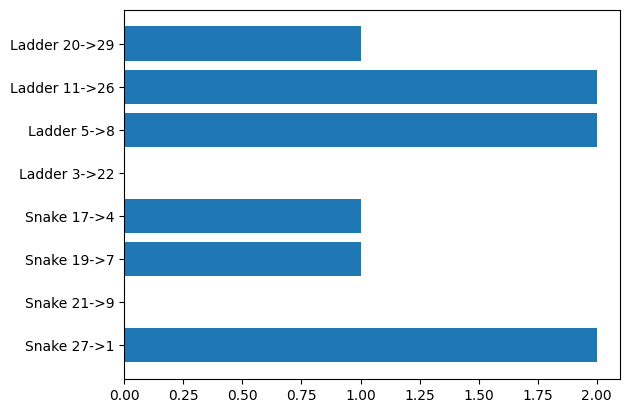 Ladder 20->29
Ladder 11->26
Ladder 5->8
Ladder 3->22
Snake 17->4
Snake 19->7
Snake 21->9
Snake 27->1
0.00 0.25 0.50 0.75 1.00 1.25 1.50 1.75 2.00